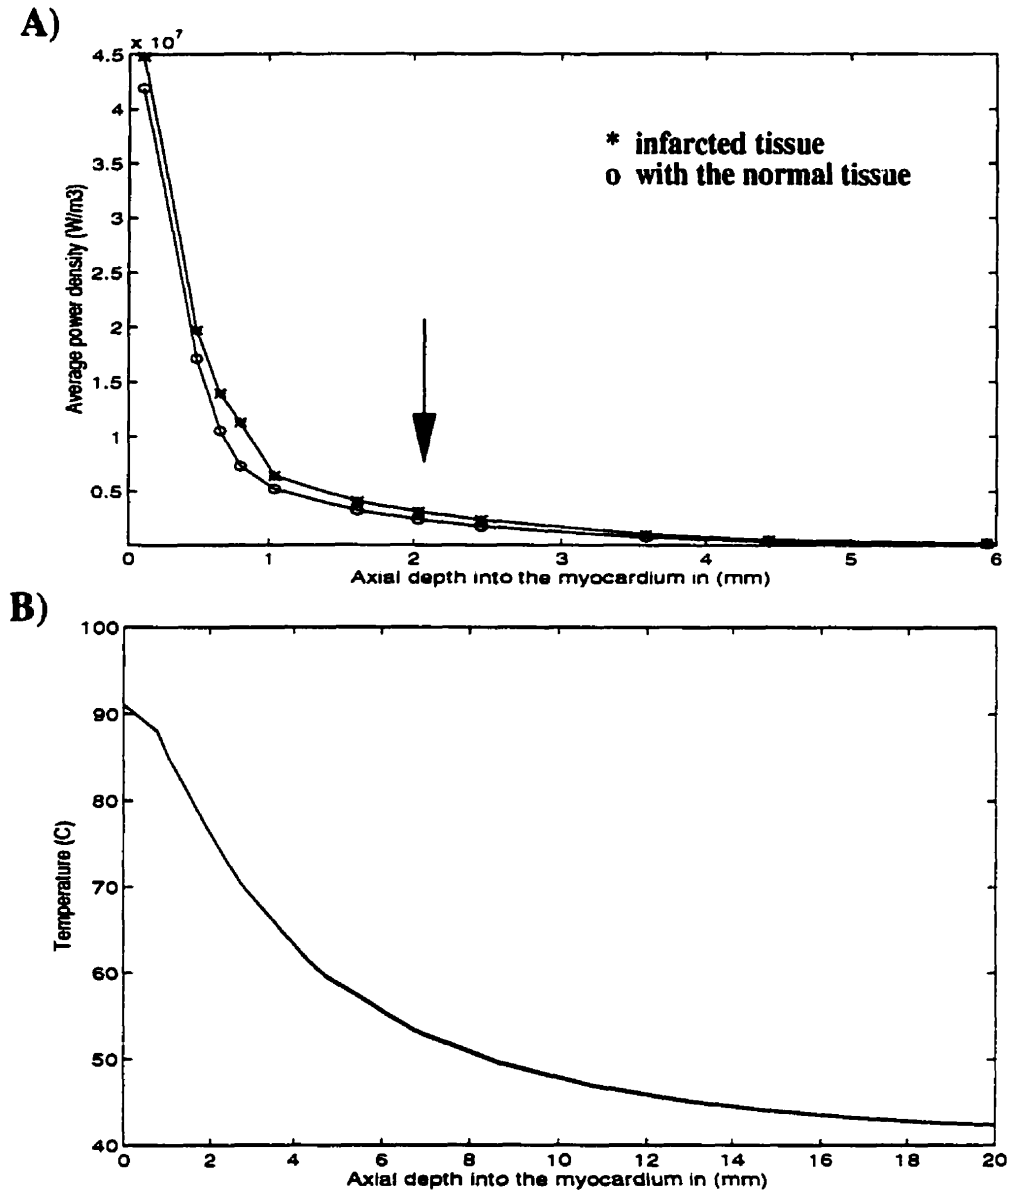 A)
x 10^7
4.5
4
3.5
3
2.5
2
1.5
1
0.5
Average power density (W/m3)
* infarcted tissue
o with the normal tissue
0 1 2 3 4 5 6
Axial depth into the myocardium in (mm)
B)
100
90
80
70
60
50
40
Temperature (C)
0 2 4 6 8 10 12 14 16 18 20
Axial depth into the myocardium in (mm)